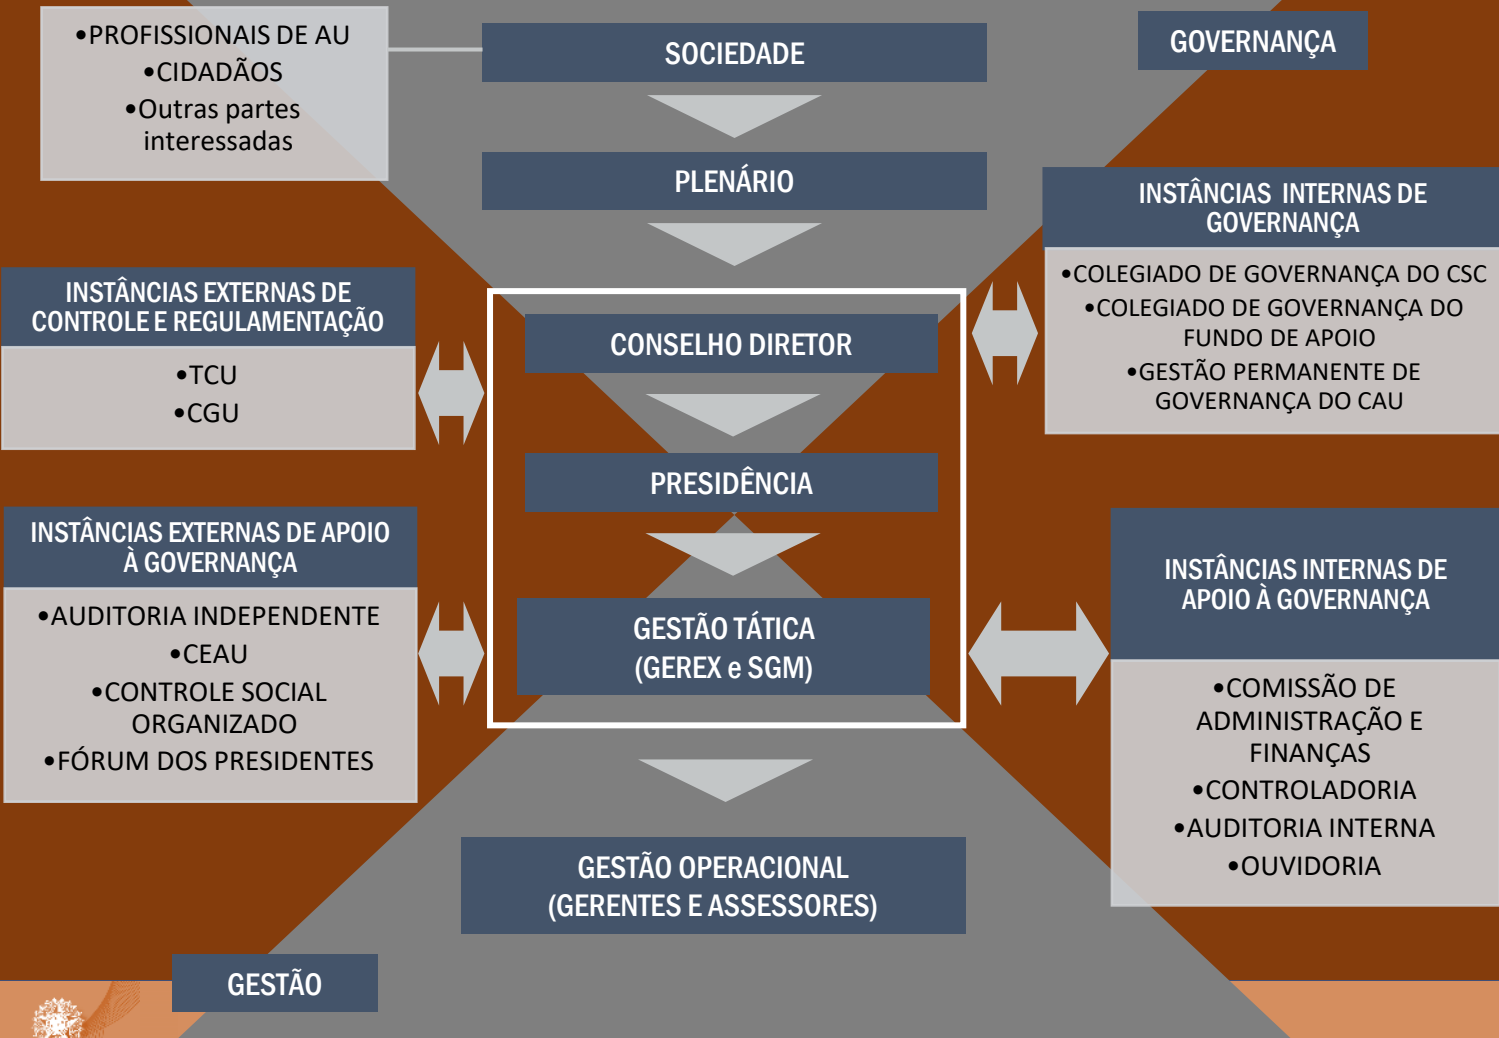 •PROFISSIONAIS DE AU
•CIDADÃOS
•Outras partes
interessadas
SOCIEDADE
GOVERNANÇA
PLENÁRIO
INSTÂNCIAS INTERNAS DE
GOVERNANÇA
•COLEGIADO DE GOVERNANÇA DO CSC
•COLEGIADO DE GOVERNANÇA DO
FUNDO DE APOIO
•GESTÃO PERMANENTE DE
GOVERNANÇA DO CAU
INSTÂNCIAS EXTERNAS DE
CONTROLE E REGULAMENTAÇÃO
•TCU
•CGU
CONSELHO DIRETOR
PRESIDÊNCIA
INSTÂNCIAS EXTERNAS DE APOIO
À GOVERNANÇA
•AUDITORIA INDEPENDENTE
•CEAU
•CONTROLE SOCIAL
ORGANIZADO
•FÓRUM DOS PRESIDENTES
GESTÃO TÁTICA
(GEREX e SGM)
INSTÂNCIAS INTERNAS DE
APOIO À GOVERNANÇA
•COMISSÃO DE
ADMINISTRAÇÃO E
FINANÇAS
•CONTROLADORIA
•AUDITORIA INTERNA
•OUVIDORIA
GESTÃO OPERACIONAL
(GERENTES E ASSESSORES)
GESTÃO